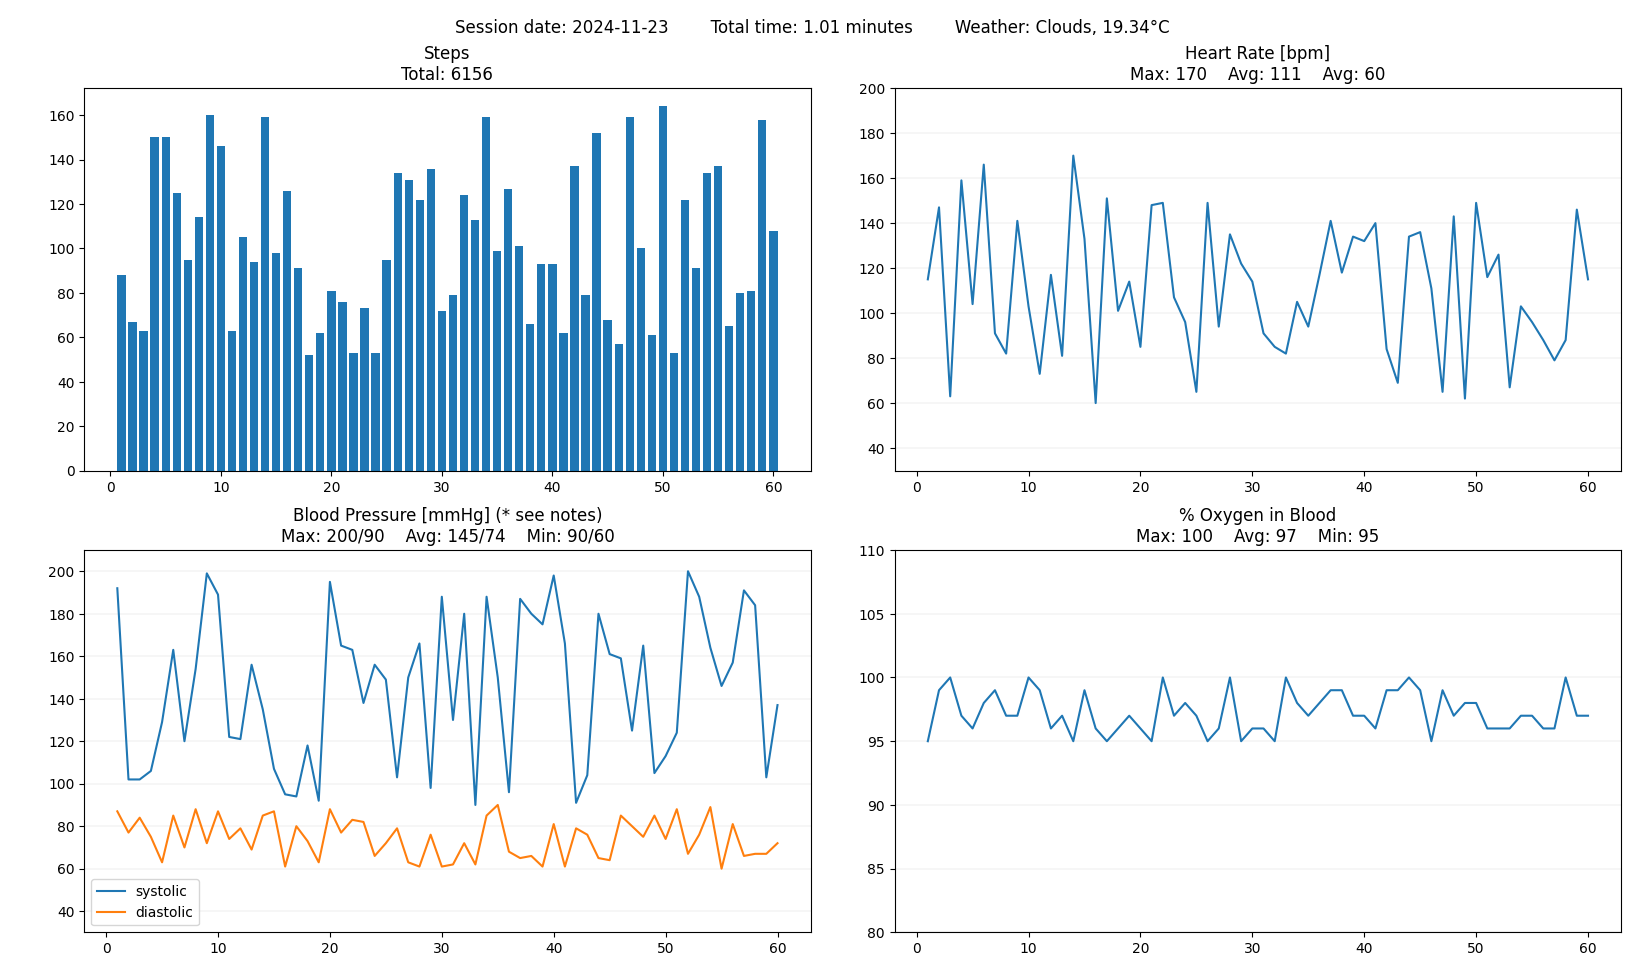 Session date: 2024-11-23 Total time: 1.01 minutes Weather: Clouds, 19.34°C
Steps
Total: 6156
160
140
120
100
80
60
40
20
0
0 10 20 30 40 50 60
Heart Rate [bpm]
Max: 170 Avg: 111 Avg: 60
200
180
160
140
120
100
80
60
40
0 10 20 30 40 50 60
Blood Pressure [mmHg] (* see notes)
Max: 200/90 Avg: 145/74 Min: 90/60
200
180
160
140
120
100
80
60
40
systolic
diastolic
0 10 20 30 40 50 60
% Oxygen in Blood
Max: 100 Avg: 97 Min: 95
110
105
100
95
90
85
80
0 10 20 30 40 50 60